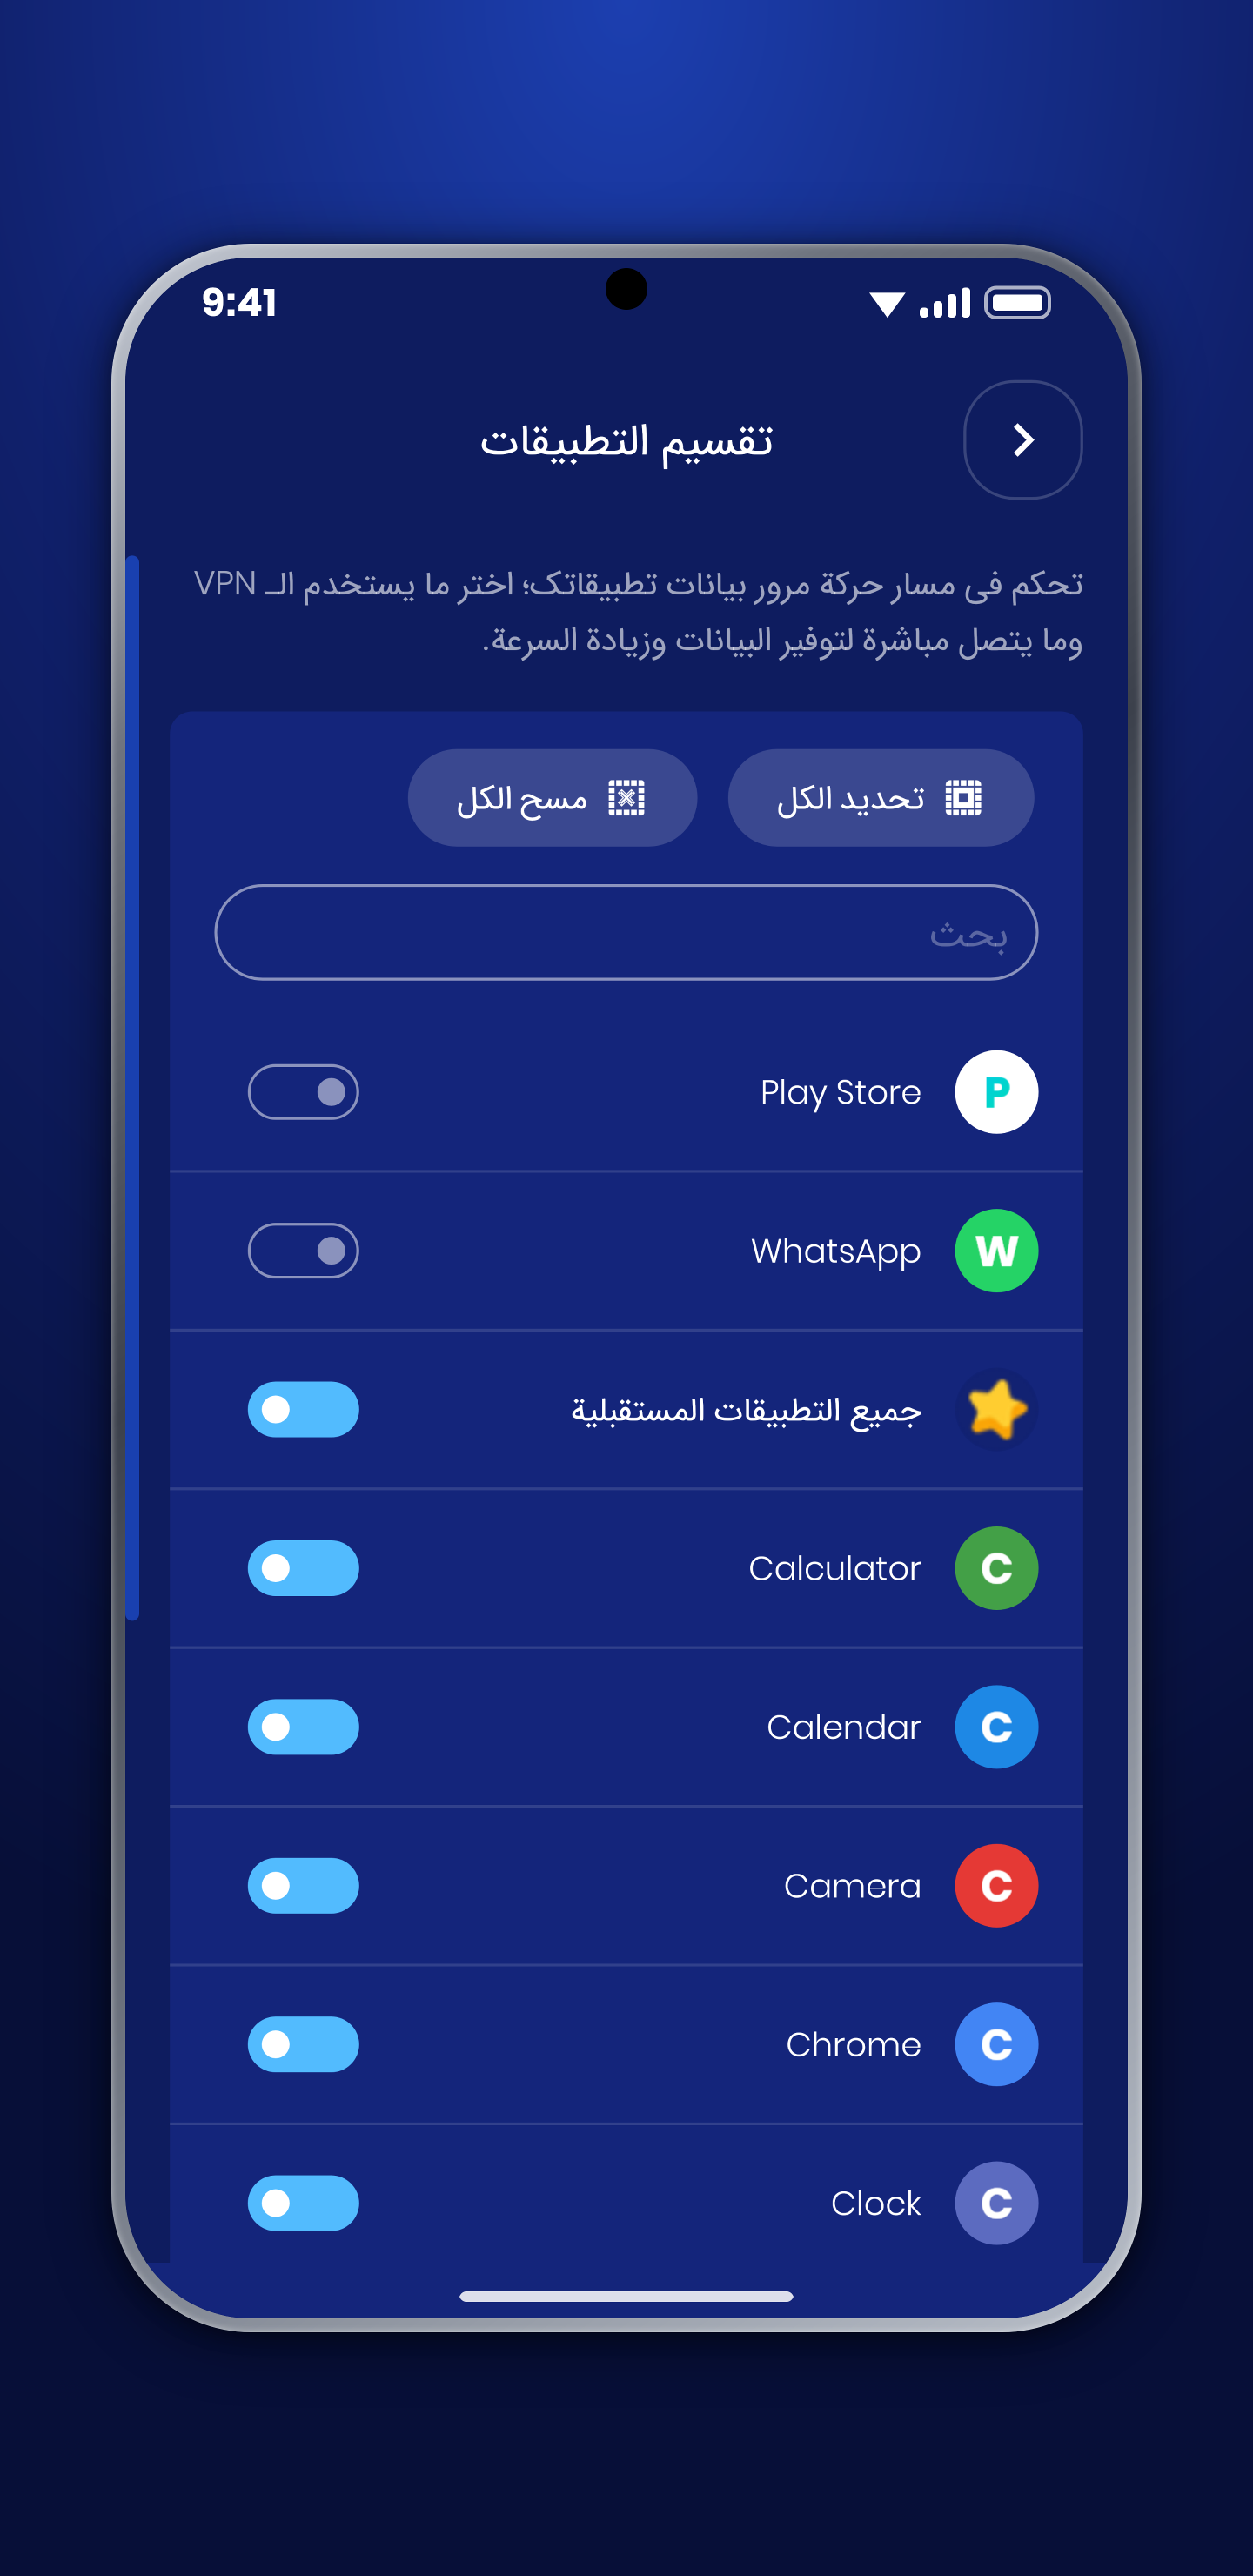 9:41
تقسيم التطبيقات
تحكم في مسار حركة مرور بيانات تطبيقاتك؛ اختر ما يستخدم الـ VPN
وما يتصل مباشرة لتوفير البيانات وزيادة السرعة.
تحديد الكل
مسح الكل
بحث
P Play Store
W WhatsApp
جميع التطبيقات المستقبلية
C Calculator
C Calendar
C Camera
C Chrome
C Clock